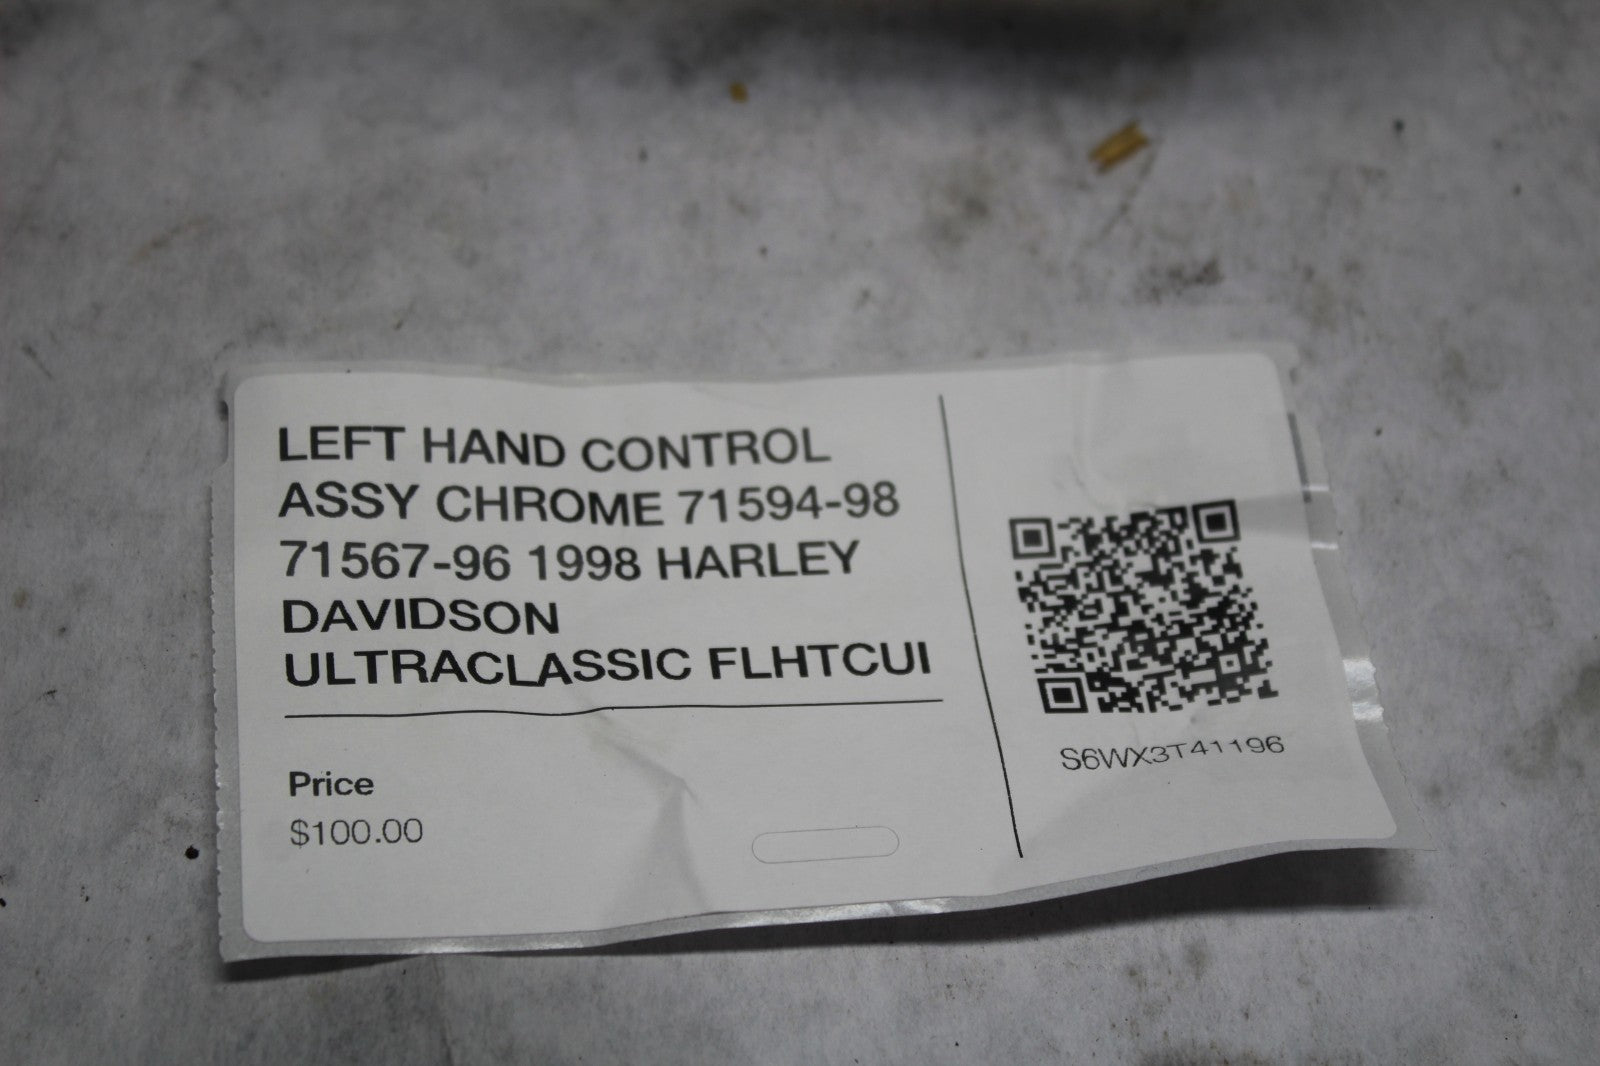 LEFT HAND CONTROL
ASSY CHROME 71594-98
71567-96 1998 HARLEY
DAVIDSON
ULTRACLASSIC FLHTCUI
Price
$100.00
S6WX3T41196